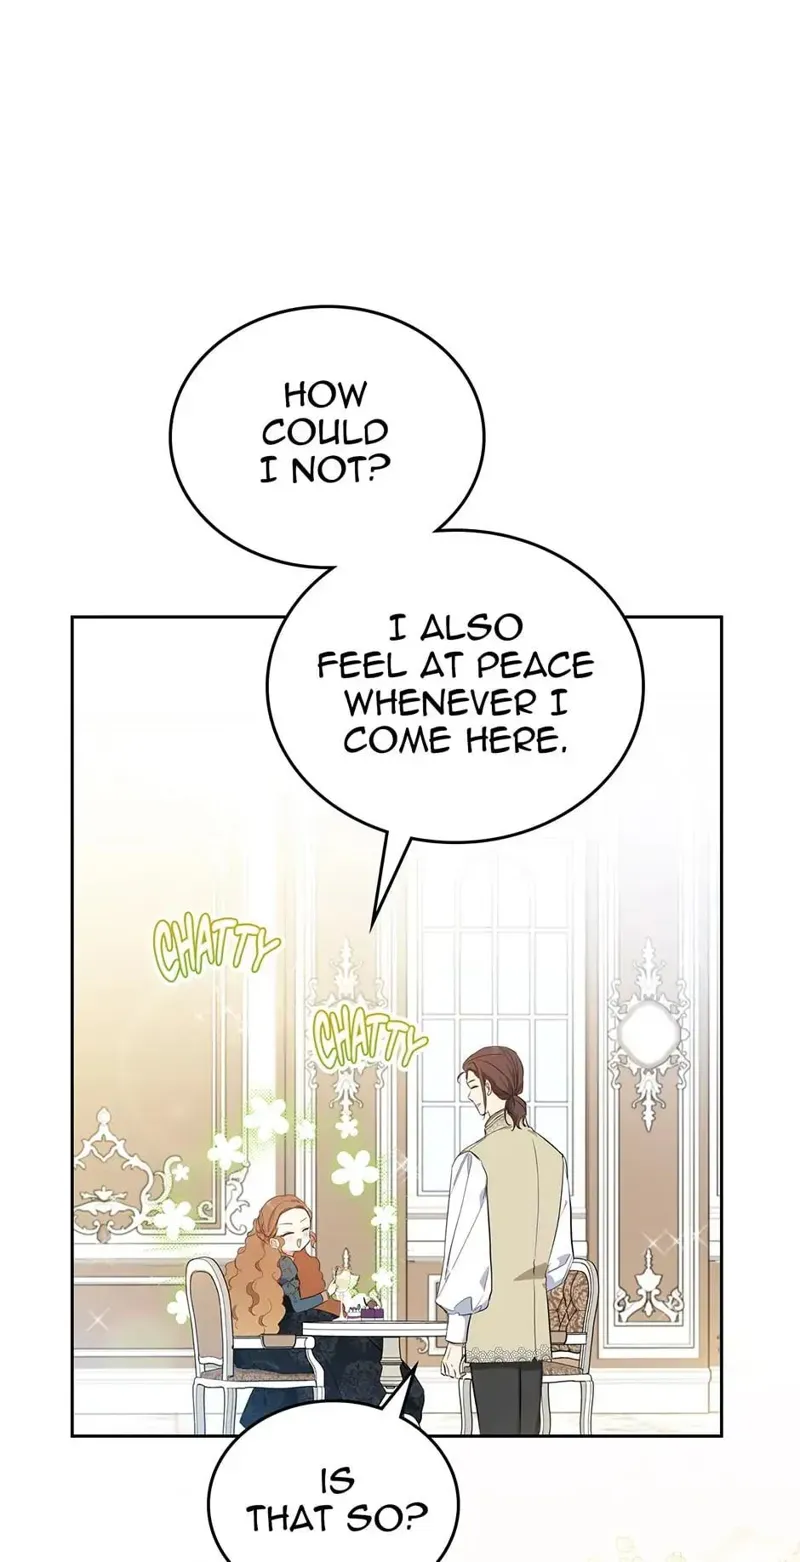 HOW
COULD
I NOT?
I ALSO
FEEL AT PEACE
WHENEVER I
COME HERE.
CHATTY
CHATTY
IS
THAT SO?